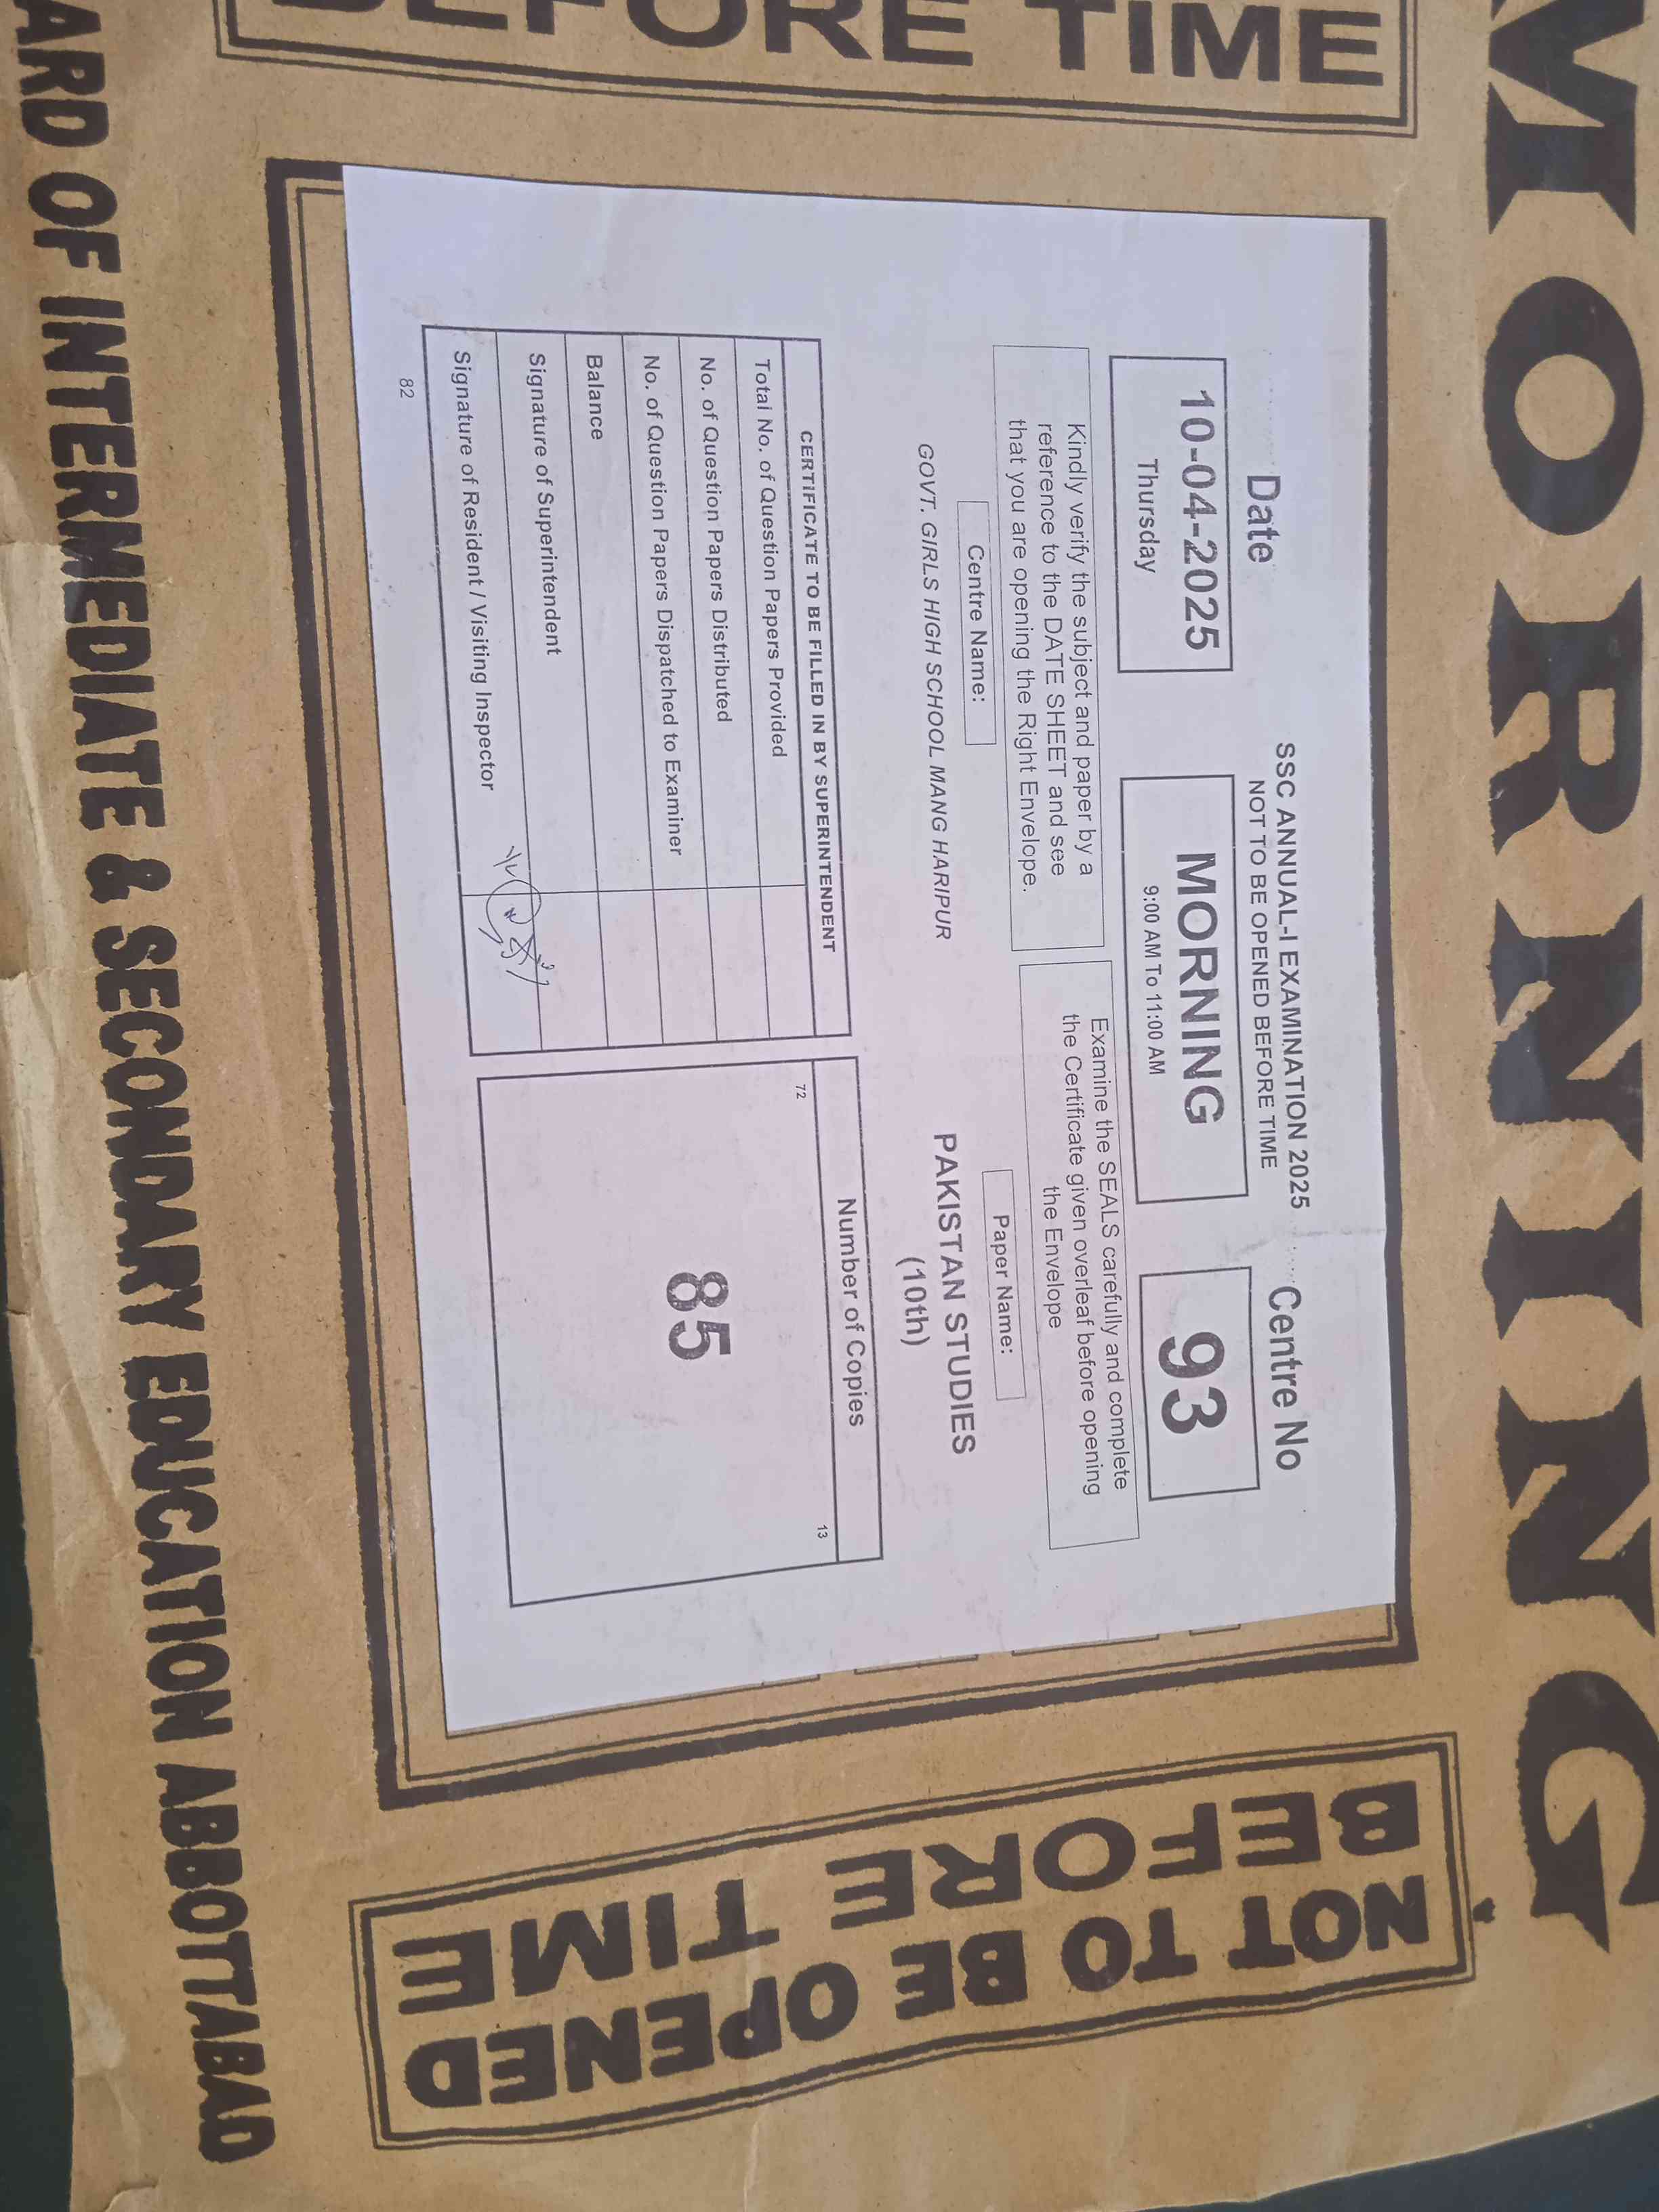 MORNING
BEFORE TIME
SSC ANNUAL-I EXAMINATION 2025
NOT TO BE OPENED BEFORE TIME
Date
Centre No
10-04-2025
Thursday
MORNING
9:00 AM To 11:00 AM
93
Kindly verify the subject and paper by a
reference to the DATE SHEET and see
that you are opening the Right Envelope.
Examine the SEALS carefully and complete
the Certificate given overleaf before opening
the Envelope
Centre Name:
Paper Name:
GOVT. GIRLS HIGH SCHOOL MANG HARIPUR
PAKISTAN STUDIES
(10th)
CERTIFICATE TO BE FILLED IN BY SUPERINTENDENT
Total No. of Question Papers Provided
No. of Question Papers Distributed
No. of Question Papers Dispatched to Examiner
Balance
Signature of Superintendent
Signature of Resident / Visiting Inspector
82
Number of Copies
72
13
85
NOT TO BE OPENED
BEFORE TIME
ARD OF INTERMEDIATE & SECONDARY EDUCATION ABBOTTABAD